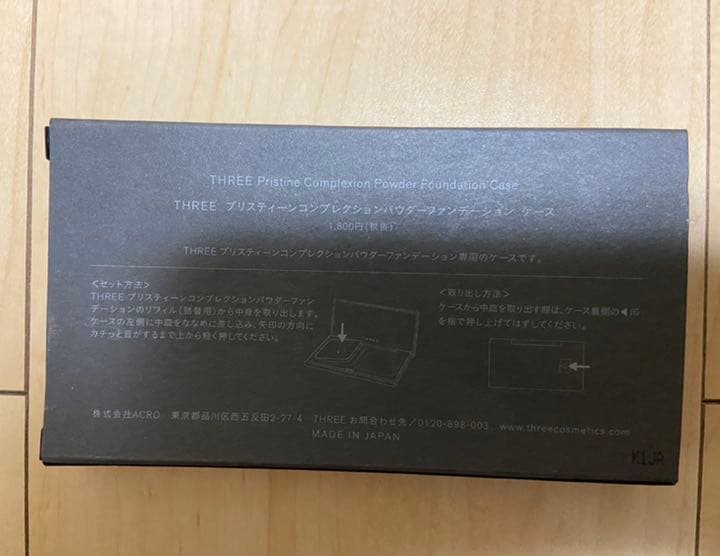 THREE Pristine Complexion Powder Foundation Case
THREE プリスティーンコンプレクションパウダーファンデーション ケース
1,800円(税抜)
THREE プリスティーンコンプレクションパウダーファンデーション専用のケースです。
<セット方法>
THREE プリスティーンコンプレクションパウダーファン
デーションのリフィル(詰替用)から中身を取り出します。
ケースの左側に中皿をななめに差し込み、矢印の方向に
カチッと音がするまで上から軽く押してください。
THREE
<取り出し方法>
ケースから中皿を取り出す際は、ケース裏側の◀印
を指で押し上げてはずしてください。
株式会社ACRO 東京都品川区西五反田2-27-4 THREE お問合わせ先/0120-898-003 www.threecosmetics.com
MADE IN JAPAN
K1JA